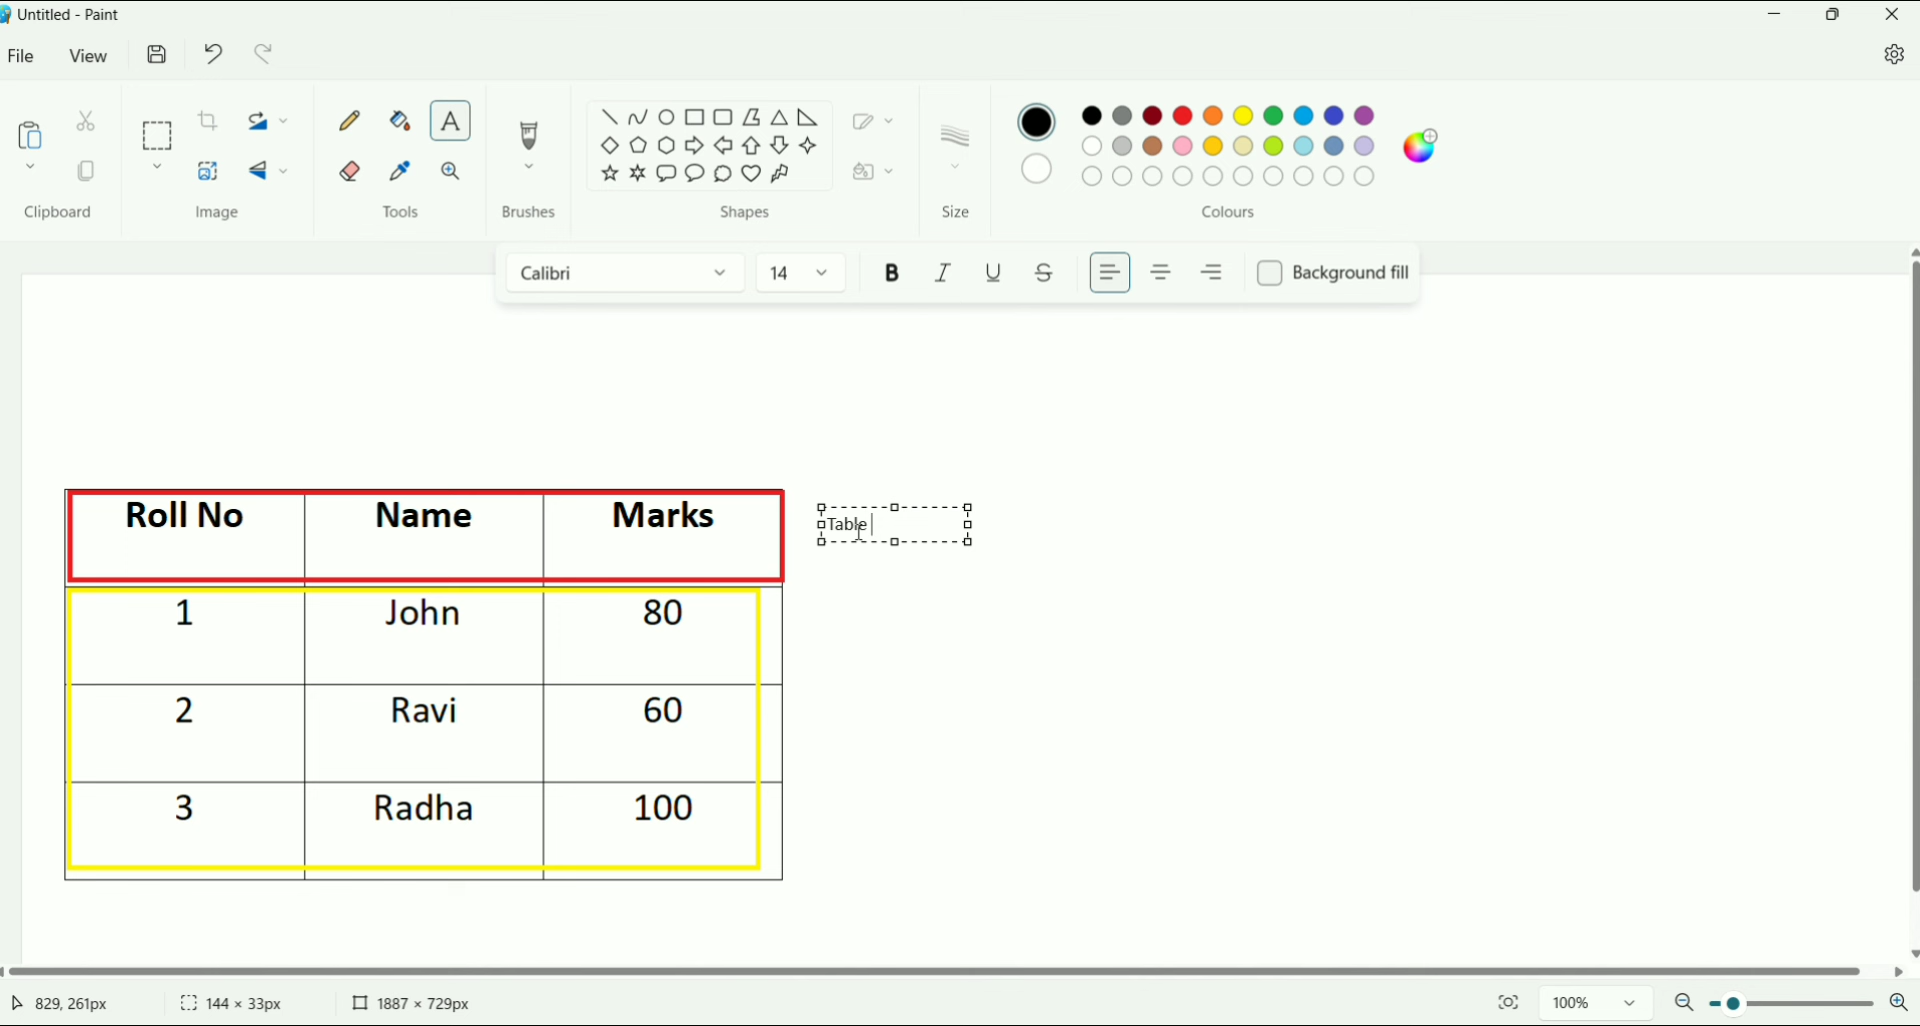 Untitled - Paint
File View
Clipboard Image Tools Brushes Shapes Size Colours
Calibri 14 B I U S Background fill
Roll No Name Marks
Table
1 John 80
2 Ravi 60
3 Radha 100
829, 261px 144 × 33px 1887 × 729px 100%